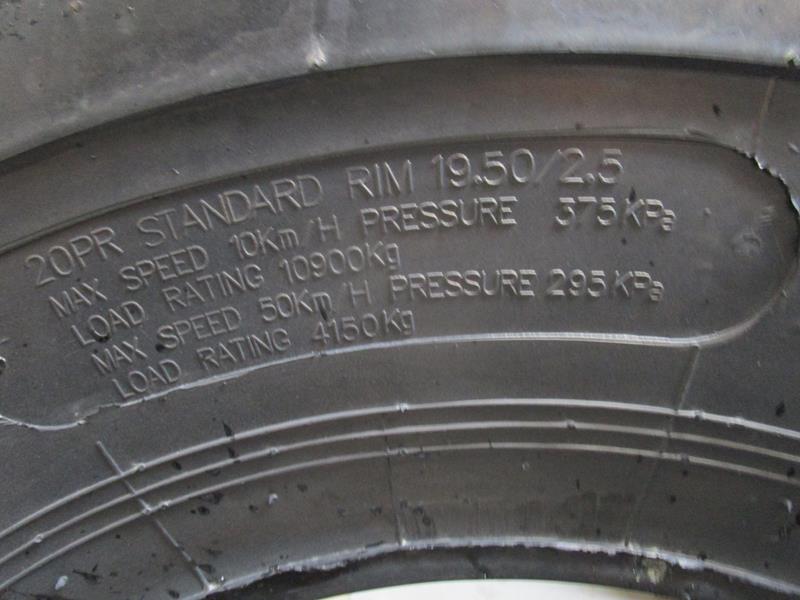 20PR STANDARD RIM 19.50/2.5
MAX SPEED 10Km/H PRESSURE 375KPa
LOAD RATING 10900Kg
MAX SPEED 50Km/H PRESSURE 295KPa
LOAD RATING 4150Kg